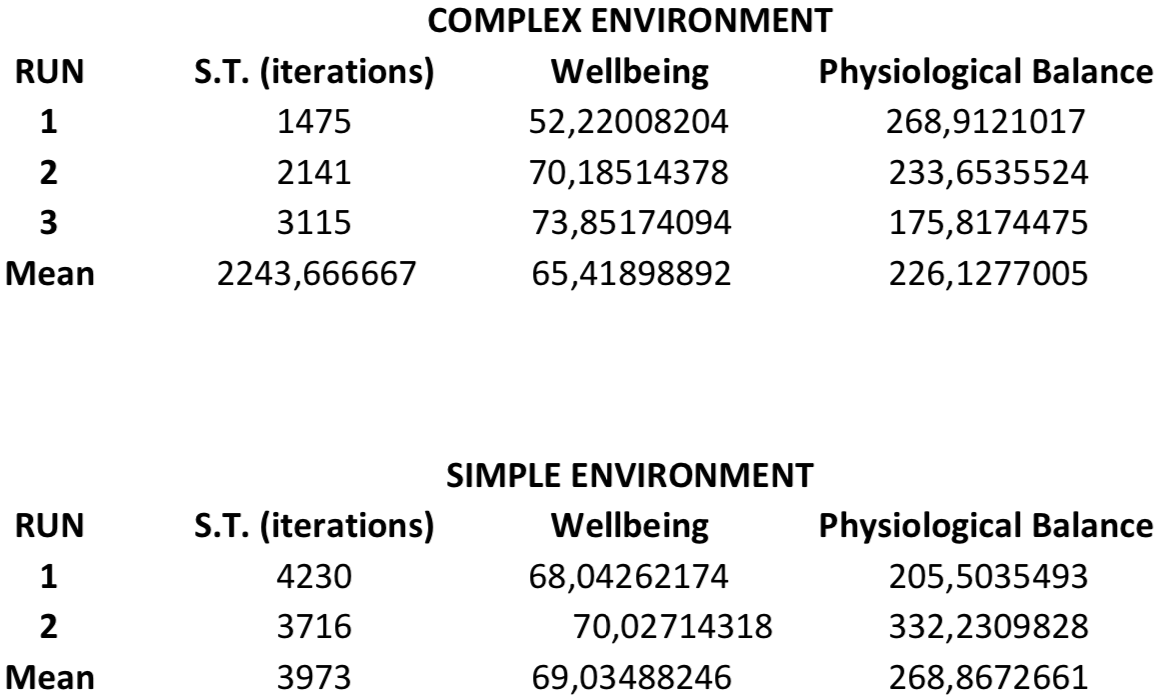 COMPLEX ENVIRONMENT
RUN S.T. (iterations) Wellbeing Physiological Balance
1 1475 52,22008204 268,9121017
2 2141 70,18514378 233,6535524
3 3115 73,85174094 175,8174475
Mean 2243,666667 65,41898892 226,1277005
SIMPLE ENVIRONMENT
RUN S.T. (iterations) Wellbeing Physiological Balance
1 4230 68,04262174 205,5035493
2 3716 70,02714318 332,2309828
Mean 3973 69,03488246 268,8672661